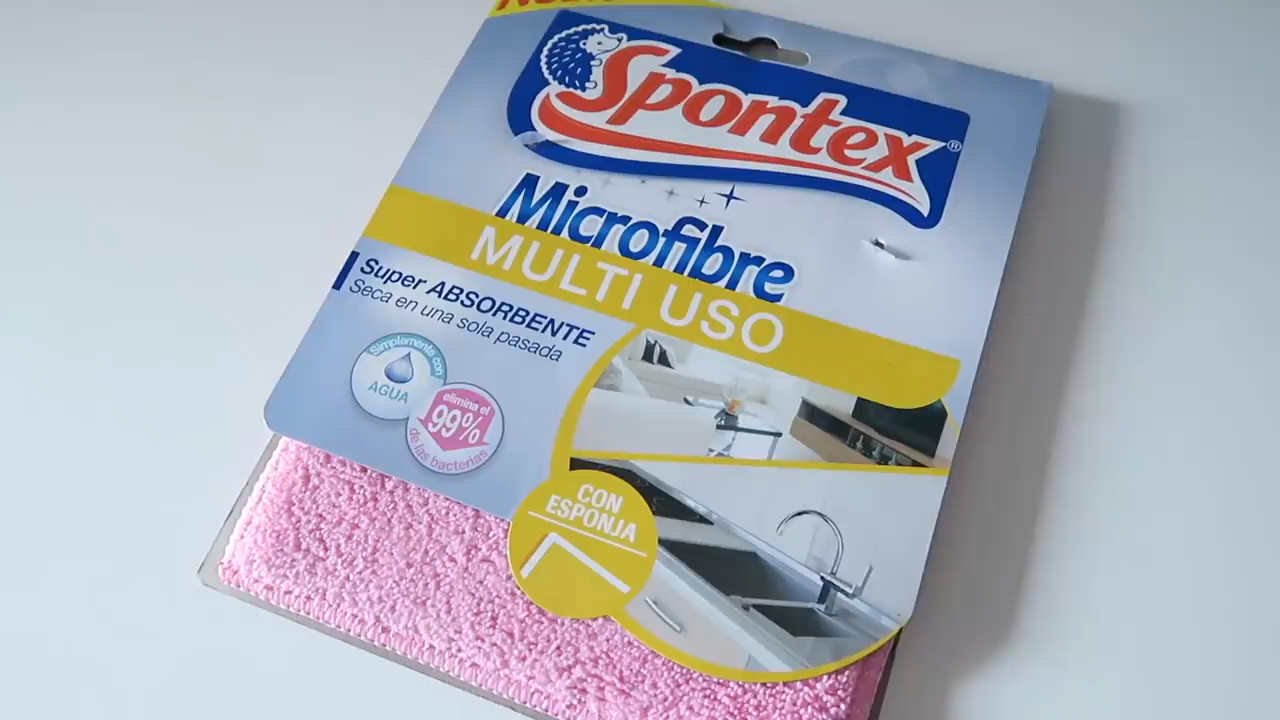 Spontex®
Microfibre
MULTI USO
Super ABSORBENTE
Seca en una sola pasada
Simplemente con
AGUA
elimina el
99%
de las bacterias
CON
ESPONJA